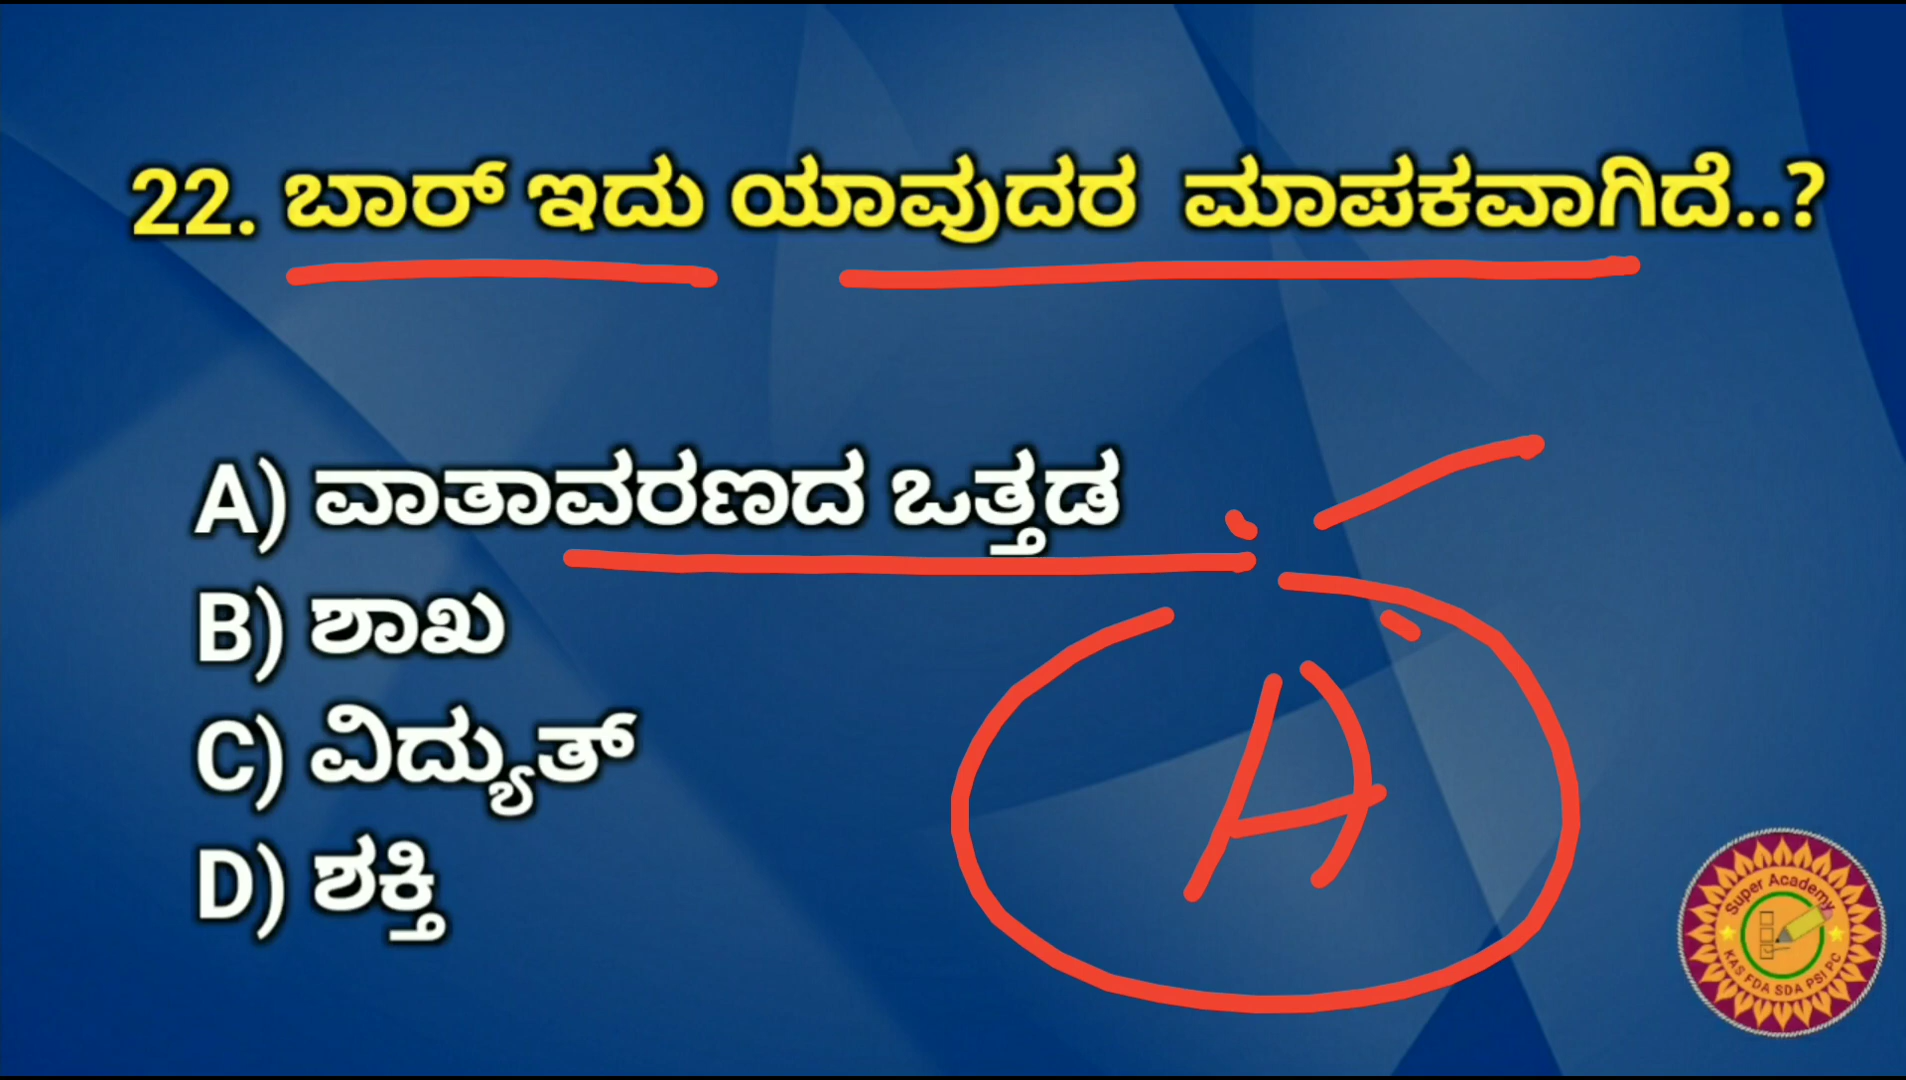 22. ಬಾರ್ ಇದು ಯಾವುದರ ಮಾಪಕವಾಗಿದೆ..?
A) ವಾತಾವರಣದ ಒತ್ತಡ
B) ಶಾಖ
C) ವಿದ್ಯುತ್
D) ಶಕ್ತಿ
A
Super Academy
KAS FDA SDA PSI PC